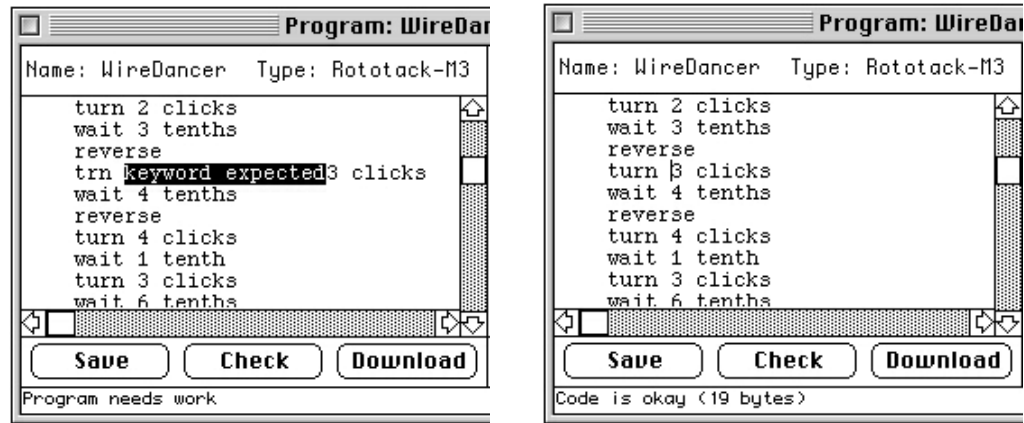 Program: WireDan
Name: WireDancer Type: Rototack-M3
turn 2 clicks
wait 3 tenths
reverse
trn keyword expected3 clicks
wait 4 tenths
reverse
turn 4 clicks
wait 1 tenth
turn 3 clicks
wait 6 tenths
Save Check Download
Program needs work
Program: WireDan
Name: WireDancer Type: Rototack-M3
turn 2 clicks
wait 3 tenths
reverse
turn 3 clicks
wait 4 tenths
reverse
turn 4 clicks
wait 1 tenth
turn 3 clicks
wait 6 tenths
Save Check Download
Code is okay (19 bytes)